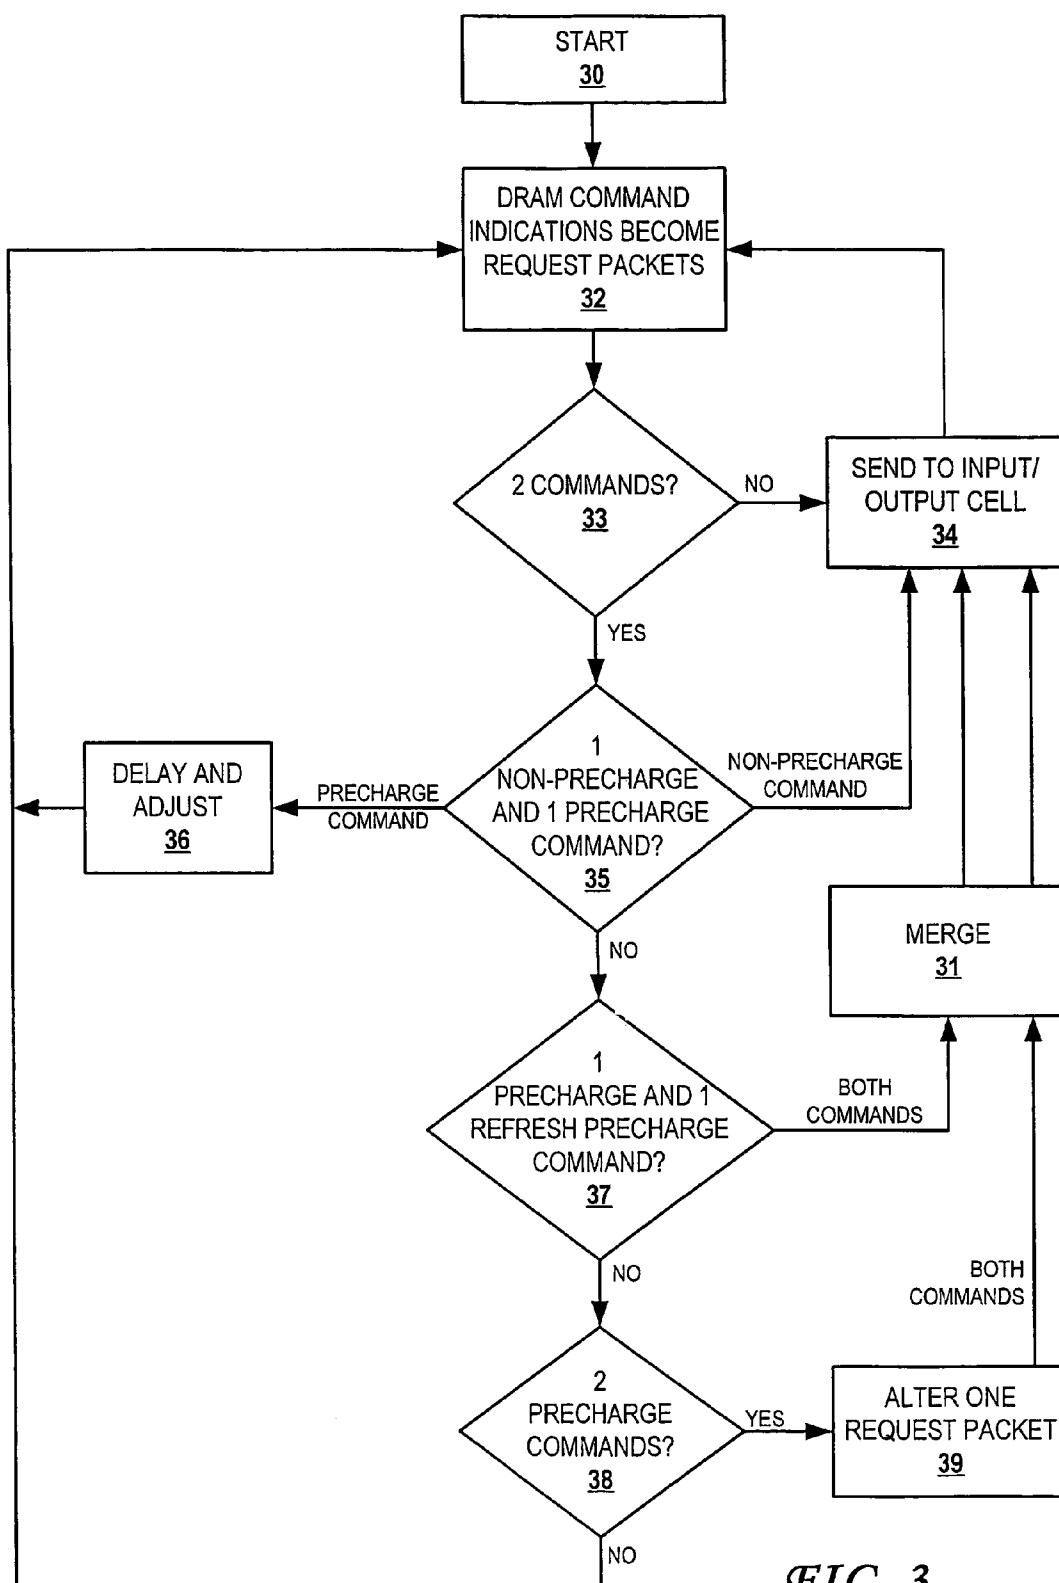 START
30
DRAM COMMAND
INDICATIONS BECOME
REQUEST PACKETS
32
2 COMMANDS?
33
NO
SEND TO INPUT/
OUTPUT CELL
34
YES
1
NON-PRECHARGE
AND 1 PRECHARGE
COMMAND?
35
NON-PRECHARGE
COMMAND
PRECHARGE
COMMAND
DELAY AND
ADJUST
36
NO
MERGE
31
1
PRECHARGE AND 1
REFRESH PRECHARGE
COMMAND?
37
BOTH
COMMANDS
NO
BOTH
COMMANDS
2
PRECHARGE
COMMANDS?
38
YES
ALTER ONE
REQUEST PACKET
39
NO
FIG. 3